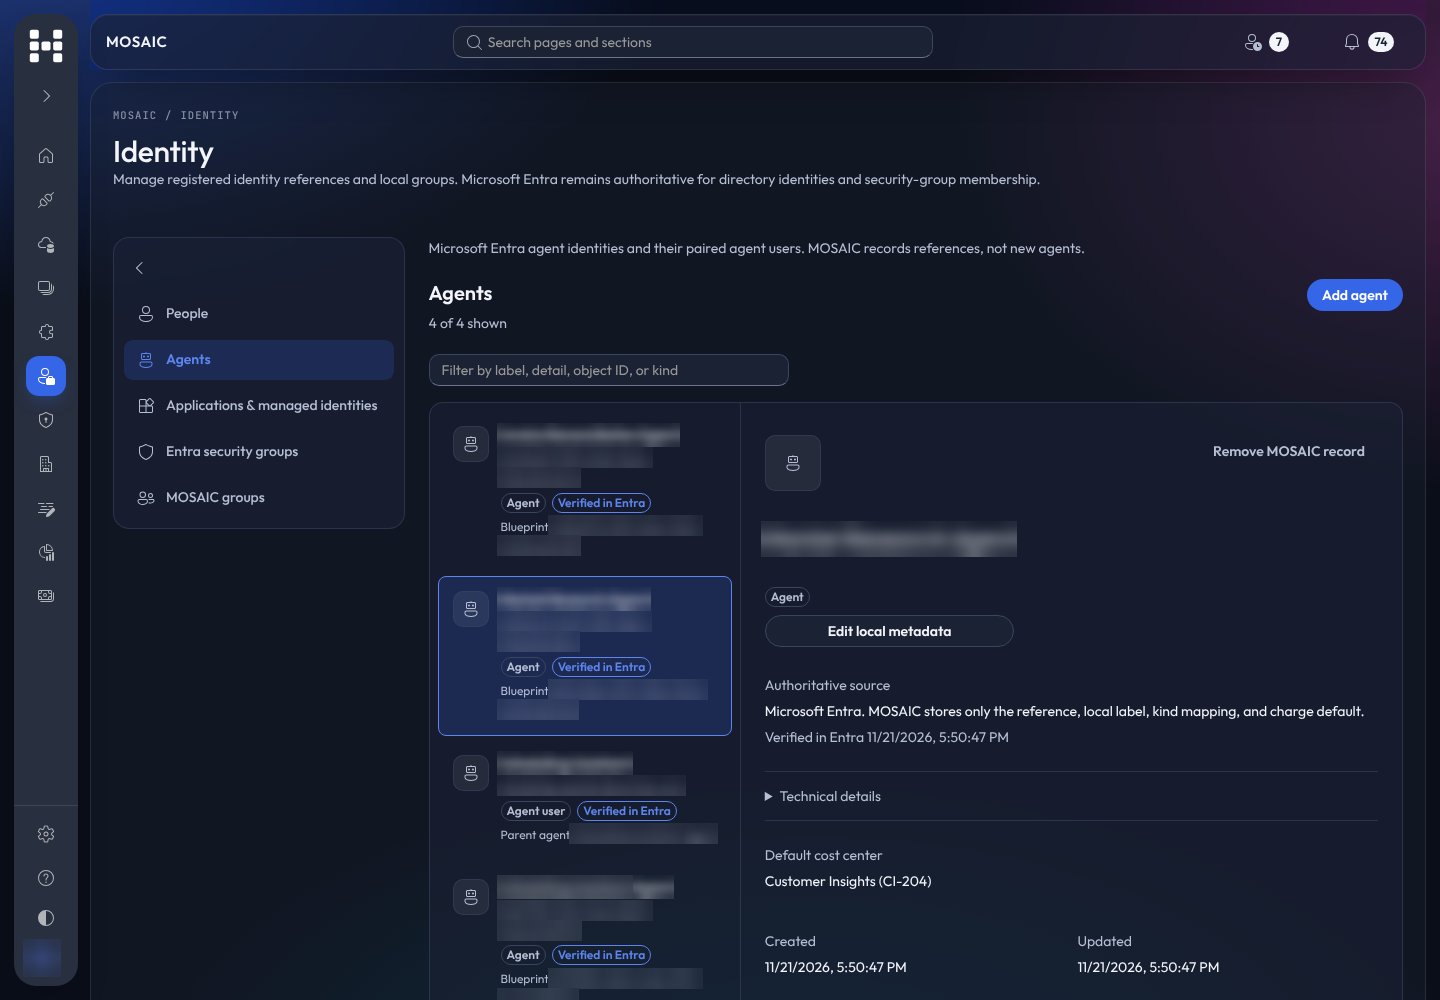 MOSAIC
Search pages and sections
7
74
MOSAIC / IDENTITY
Identity
Manage registered identity references and local groups. Microsoft Entra remains authoritative for directory identities and security-group membership.
People
Agents
Applications & managed identities
Entra security groups
MOSAIC groups
Microsoft Entra agent identities and their paired agent users. MOSAIC records references, not new agents.
Agents
4 of 4 shown
Add agent
Filter by label, detail, object ID, or kind
Agent
Verified in Entra
Blueprint
Agent
Verified in Entra
Blueprint
Agent user
Verified in Entra
Parent agent
Agent
Verified in Entra
Blueprint
Remove MOSAIC record
Agent
Edit local metadata
Authoritative source
Microsoft Entra. MOSAIC stores only the reference, local label, kind mapping, and charge default.
Verified in Entra 11/21/2026, 5:50:47 PM
Technical details
Default cost center
Customer Insights (CI-204)
Created
11/21/2026, 5:50:47 PM
Updated
11/21/2026, 5:50:47 PM